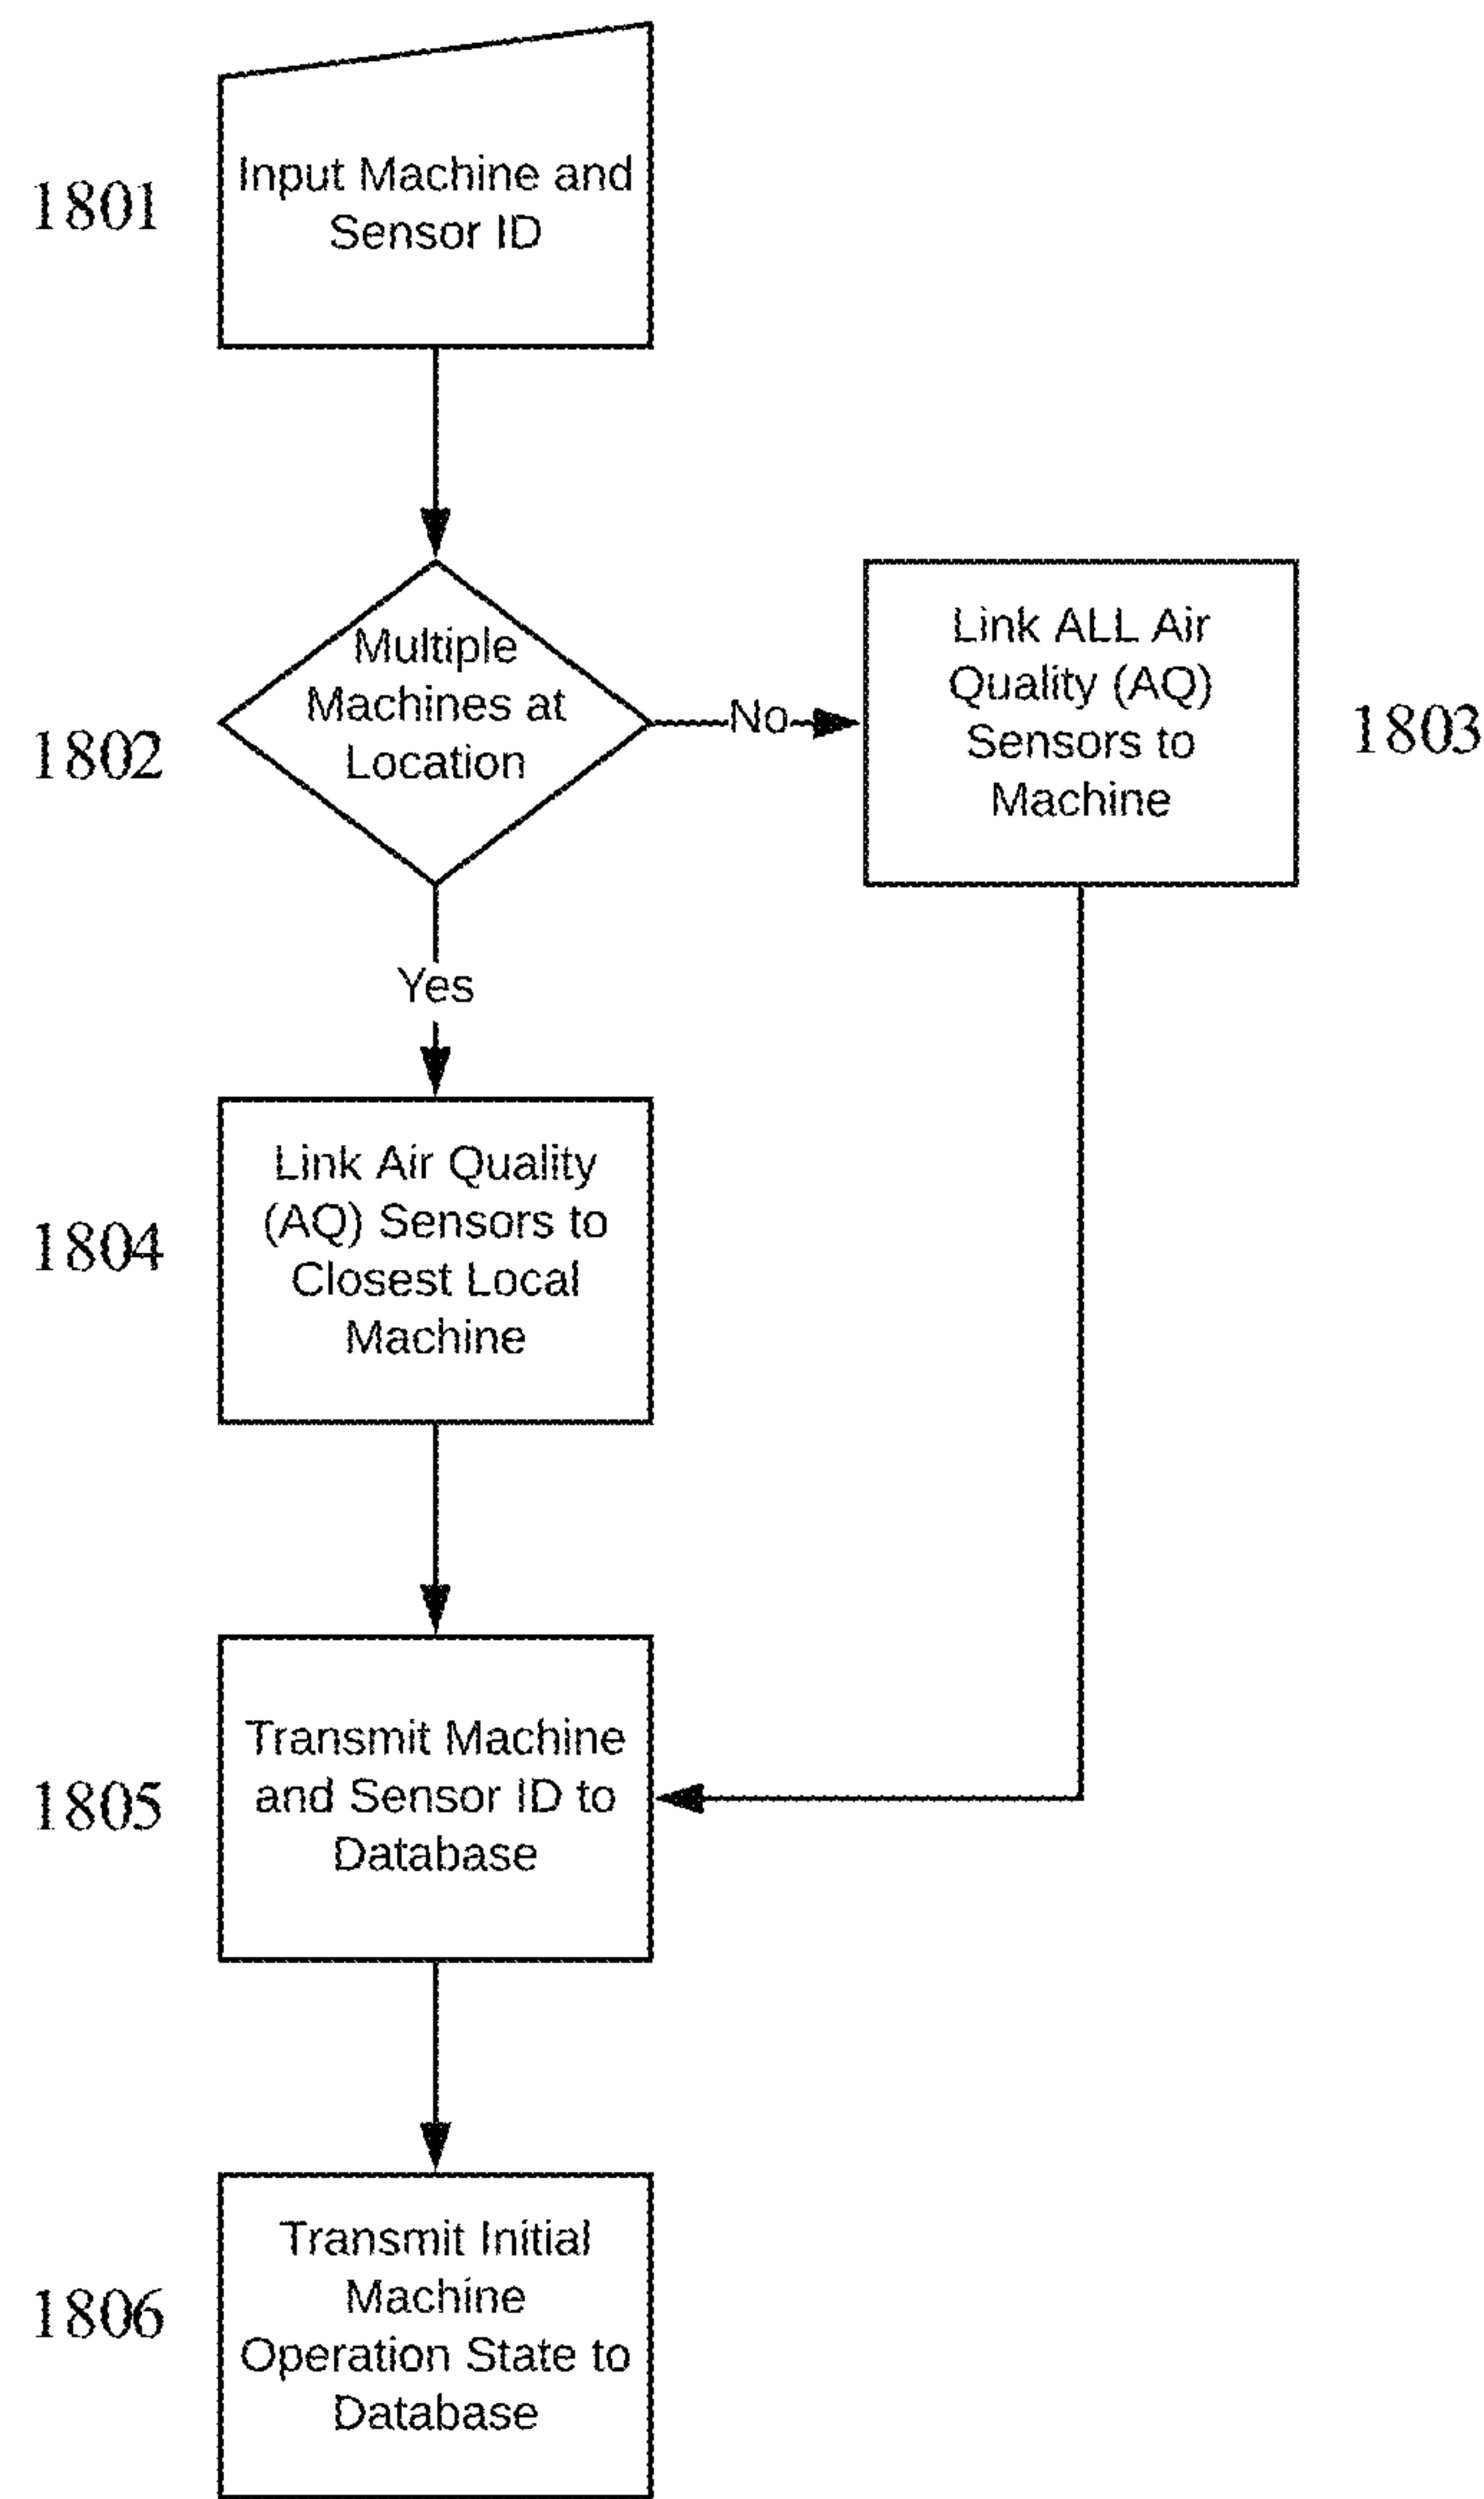 1801
Input Machine and
Sensor ID
1802
Multiple
Machines at
Location
No
Link ALL Air
Quality (AQ)
Sensors to
Machine
1803
Yes
1804
Link Air Quality
(AQ) Sensors to
Closest Local
Machine
1805
Transmit Machine
and Sensor ID to
Database
1806
Transmit Initial
Machine
Operation State to
Database